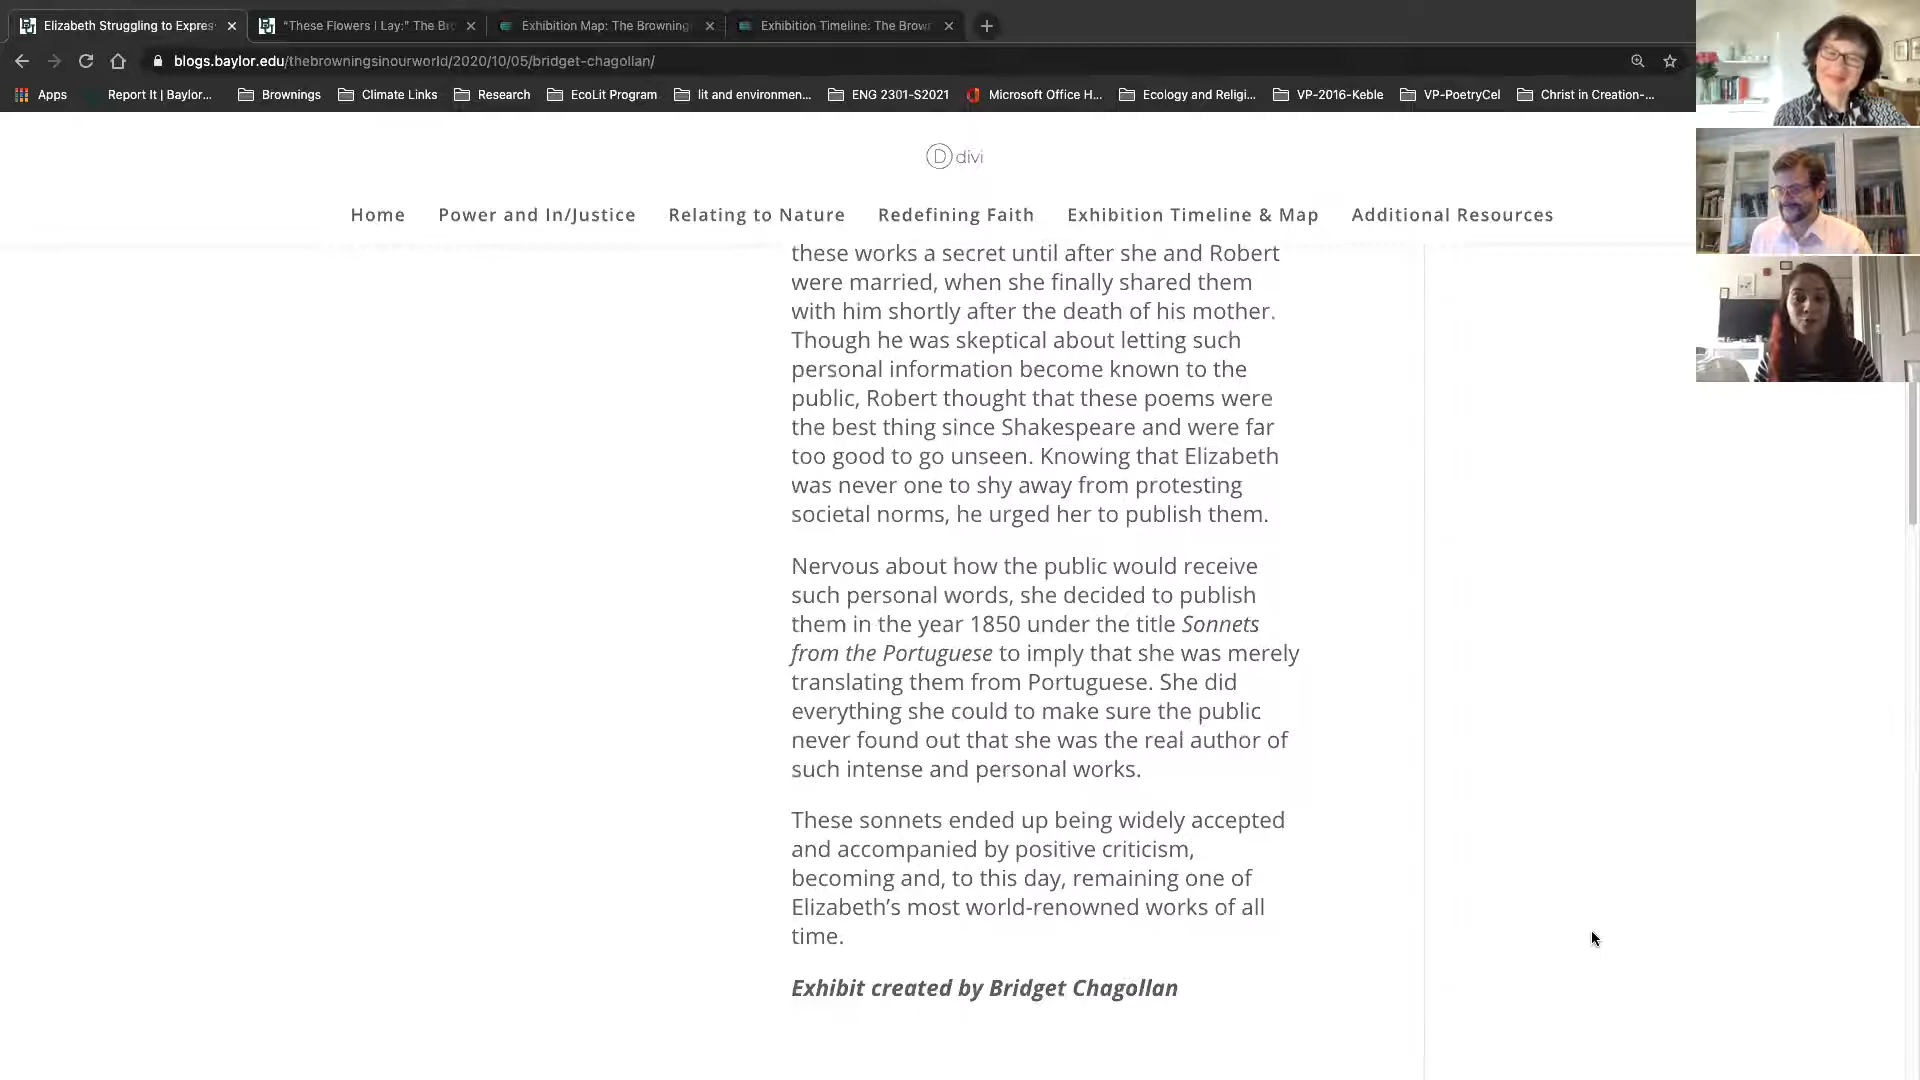 Elizabeth Struggling to Expres
"These Flowers I Lay:" The Br
Exhibition Map: The Browning
Exhibition Timeline: The Brow
blogs.baylor.edu/thebrowningsinourworld/2020/10/05/bridget-chagollan/
Apps
Report It | Baylor...
Brownings
Climate Links
Research
EcoLit Program
lit and environmen...
ENG 2301-S2021
Microsoft Office H...
Ecology and Religi...
VP-2016-Keble
VP-PoetryCel
Christ in Creation-...
D divi
Home
Power and In/Justice
Relating to Nature
Redefining Faith
Exhibition Timeline & Map
Additional Resources
these works a secret until after she and Robert
were married, when she finally shared them
with him shortly after the death of his mother.
Though he was skeptical about letting such
personal information become known to the
public, Robert thought that these poems were
the best thing since Shakespeare and were far
too good to go unseen. Knowing that Elizabeth
was never one to shy away from protesting
societal norms, he urged her to publish them.
Nervous about how the public would receive
such personal words, she decided to publish
them in the year 1850 under the title Sonnets
from the Portuguese to imply that she was merely
translating them from Portuguese. She did
everything she could to make sure the public
never found out that she was the real author of
such intense and personal works.
These sonnets ended up being widely accepted
and accompanied by positive criticism,
becoming and, to this day, remaining one of
Elizabeth's most world-renowned works of all
time.
Exhibit created by Bridget Chagollan